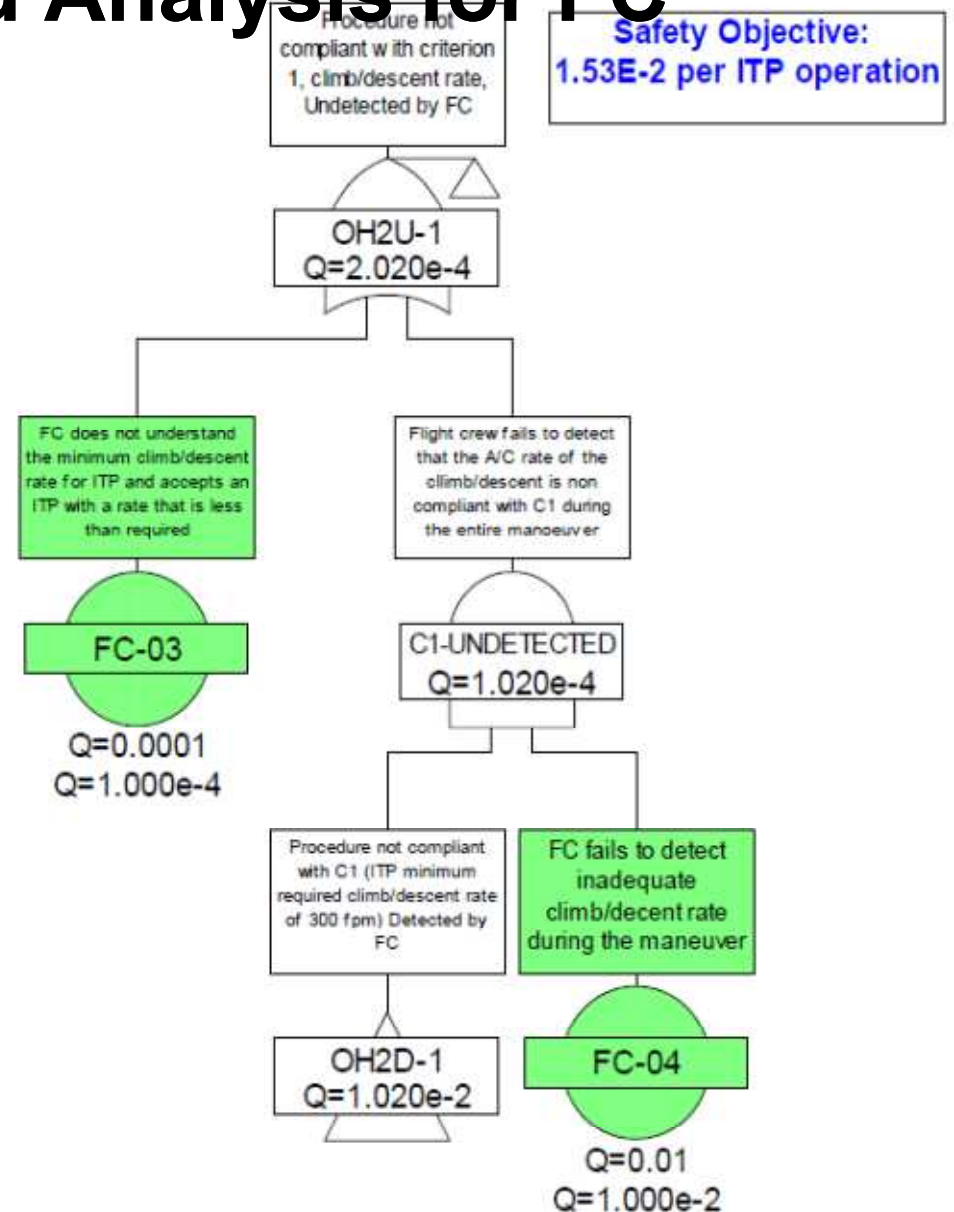 d Analysis for FC
Procedure not
compliant with criterion
1, climb/descent rate,
Undetected by FC
Safety Objective:
1.53E-2 per ITP operation
OH2U-1
Q=2.020e-4
FC does not understand
the minimum climb/descent
rate for ITP and accepts an
ITP with a rate that is less
than required
Flight crew fails to detect
that the A/C rate of the
cllimb/descent is non
compliant with C1 during
the entire manoeuver
FC-03
Q=0.0001
Q=1.000e-4
C1-UNDETECTED
Q=1.020e-4
Procedure not compliant
with C1 (ITP minimum
required climb/descent rate
of 300 fpm) Detected by
FC
FC fails to detect
inadequate
climb/decent rate
during the maneuver
OH2D-1
Q=1.020e-2
FC-04
Q=0.01
Q=1.000e-2